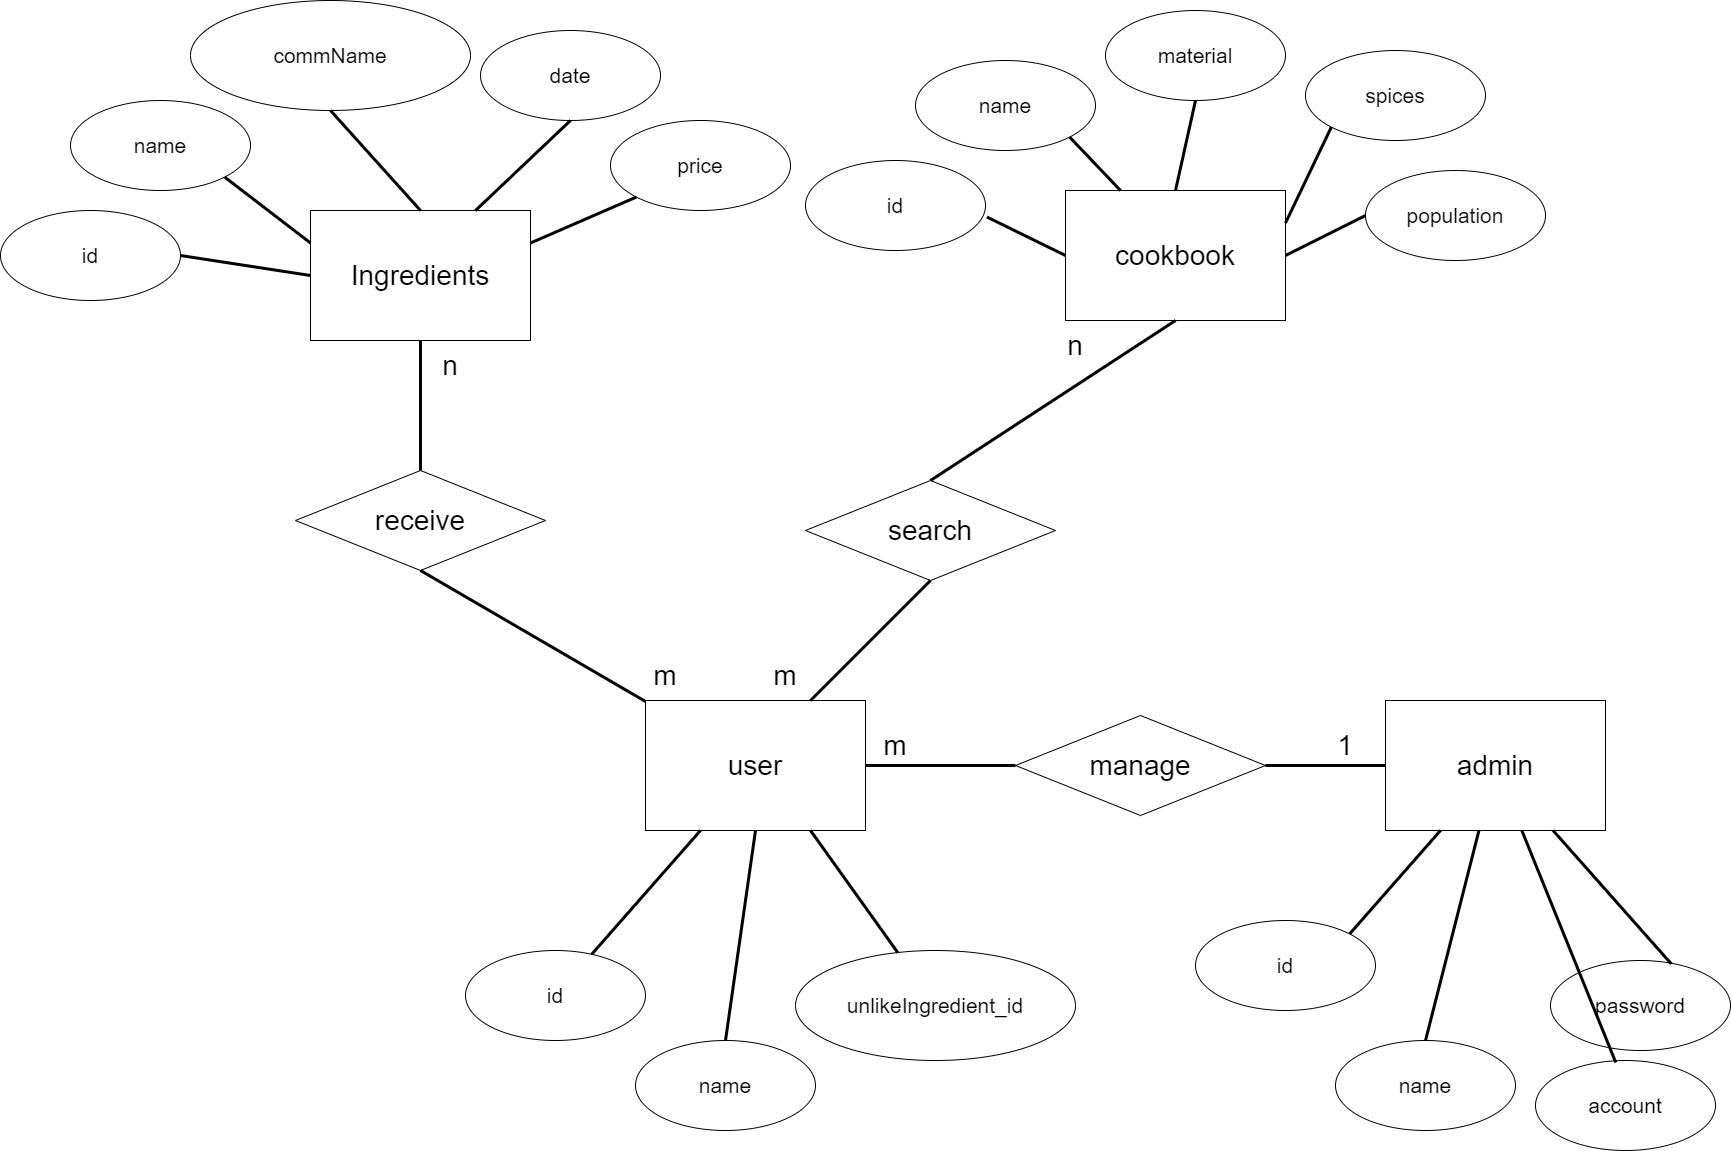 commName
date
name
price
id
Ingredients
n
material
spices
name
id
population
cookbook
n
receive
search
m
m
user
m
manage
1
admin
id
unlikeIngredient_id
name
id
password
name
account